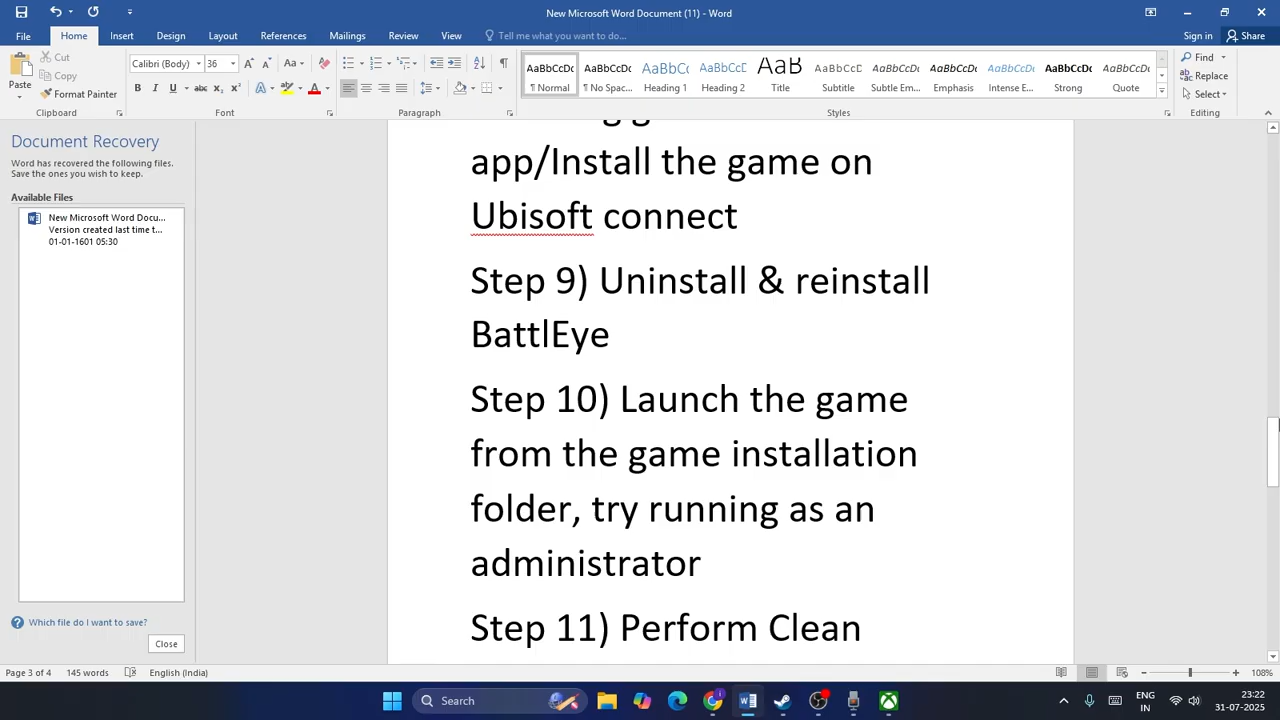 New Microsoft Word Document (11) - Word
File Home Insert Design Layout References Mailings Review View Tell me what you want to do... Sign in Share
Paste Cut Copy Format Painter Clipboard
Calibri (Body) 36 Aa
B I U abc X₂ X² A A
Font
Paragraph
AaBbCcDc ¶ Normal
AaBbCcDc ¶ No Spac...
AaBbCc Heading 1
AaBbCcD Heading 2
AaB Title
AaBbCcD Subtitle
AaBbCcDc Subtle Em...
AaBbCcDc Emphasis
AaBbCcDc Intense E...
AaBbCcDc Strong
AaBbCcDc Quote
Styles
Find
Replace
Select
Editing
Document Recovery
Word has recovered the following files.
Save the ones you wish to keep.
Available Files
New Microsoft Word Docu...
Version created last time t...
01-01-1601 05:30
Which file do I want to save?
Close
app/Install the game on
Ubisoft connect
Step 9) Uninstall & reinstall
BattlEye
Step 10) Launch the game
from the game installation
folder, try running as an
administrator
Step 11) Perform Clean
Page 3 of 4 145 words English (India) 108%
Search
ENG
IN
23:22
31-07-2025